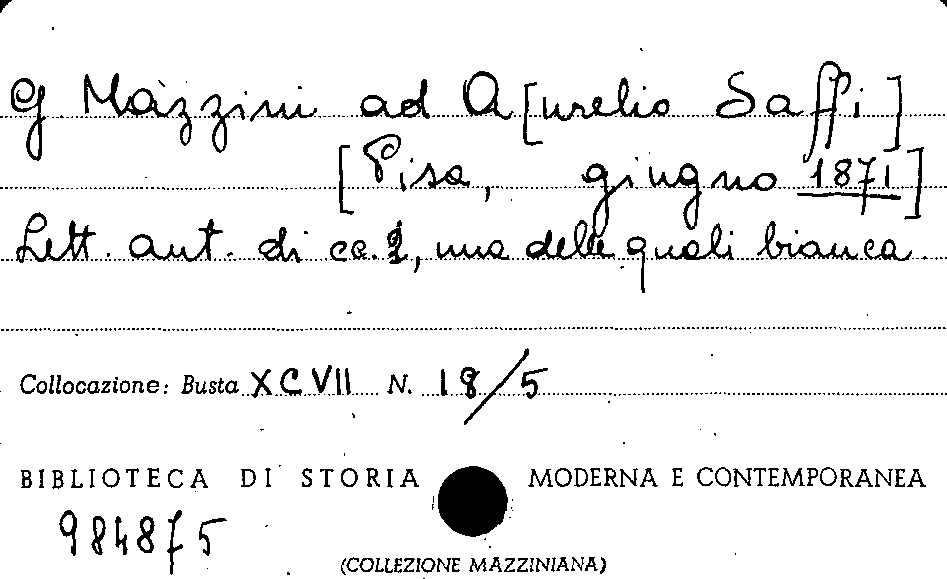 G Mazzini ad A[urelio Saffi]
[Pisa, giugno 1871]
Lett. aut. di cc. 2, una delle quali bianca
Collocazione: Busta XCVII N. 18/5
BIBLIOTECA DI STORIA MODERNA E CONTEMPORANEA
984875
(COLLEZIONE MAZZINIANA)